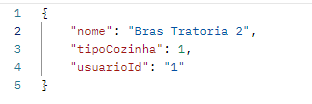 1 {
2 "nome": "Bras Tratoria 2",
3 "tipoCozinha": 1,
4 "usuarioId": "1"
5 }